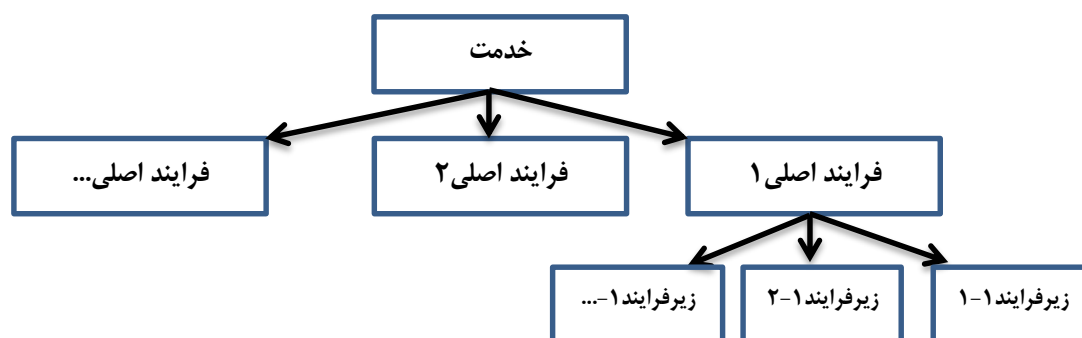 خدمت
فرایند اصلی۱
فرایند اصلی۲
فرایند اصلی...
زیرفرایند۱-۱
زیرفرایند۱-۲
زیرفرایند۱-...